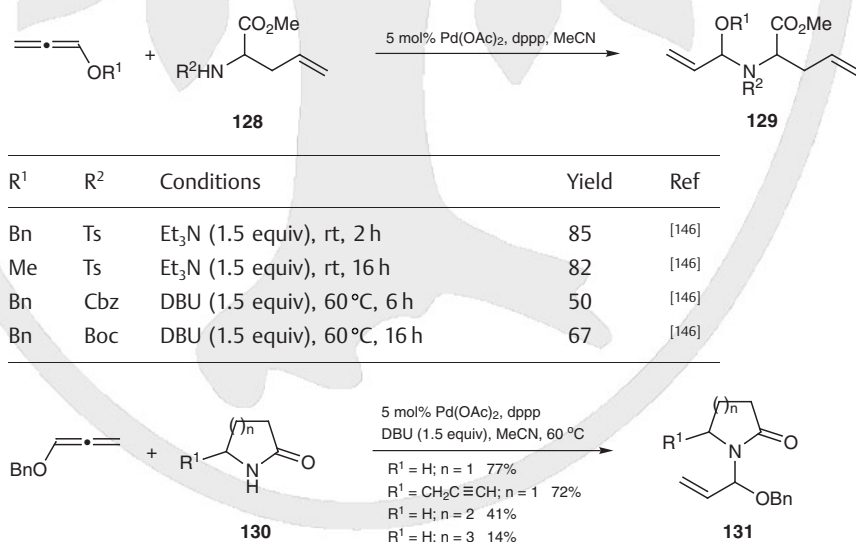 OR¹
+
R²HN
CO₂Me
128
5 mol% Pd(OAc)₂, dppp, MeCN
OR¹
CO₂Me
N
R²
129
R¹ R² Conditions Yield Ref
Bn Ts Et₃N (1.5 equiv), rt, 2 h 85 [146]
Me Ts Et₃N (1.5 equiv), rt, 16 h 82 [146]
Bn Cbz DBU (1.5 equiv), 60 °C, 6 h 50 [146]
Bn Boc DBU (1.5 equiv), 60 °C, 16 h 67 [146]
BnO
+
( )n
R¹
N
H
O
130
5 mol% Pd(OAc)₂, dppp
DBU (1.5 equiv), MeCN, 60 °C
R¹ = H; n = 1 77%
R¹ = CH₂C≡CH; n = 1 72%
R¹ = H; n = 2 41%
R¹ = H; n = 3 14%
( )n
R¹
N
O
OBn
131